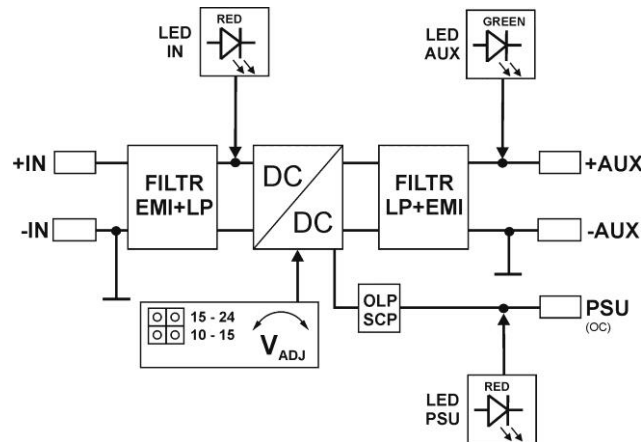 LED
IN
RED
LED
AUX
GREEN
+IN
-IN
FILTR
EMI+LP
DC
DC
FILTR
LP+EMI
+AUX
-AUX
15 - 24
10 - 15
VADJ
OLP
SCP
PSU
(OC)
LED
PSU
RED